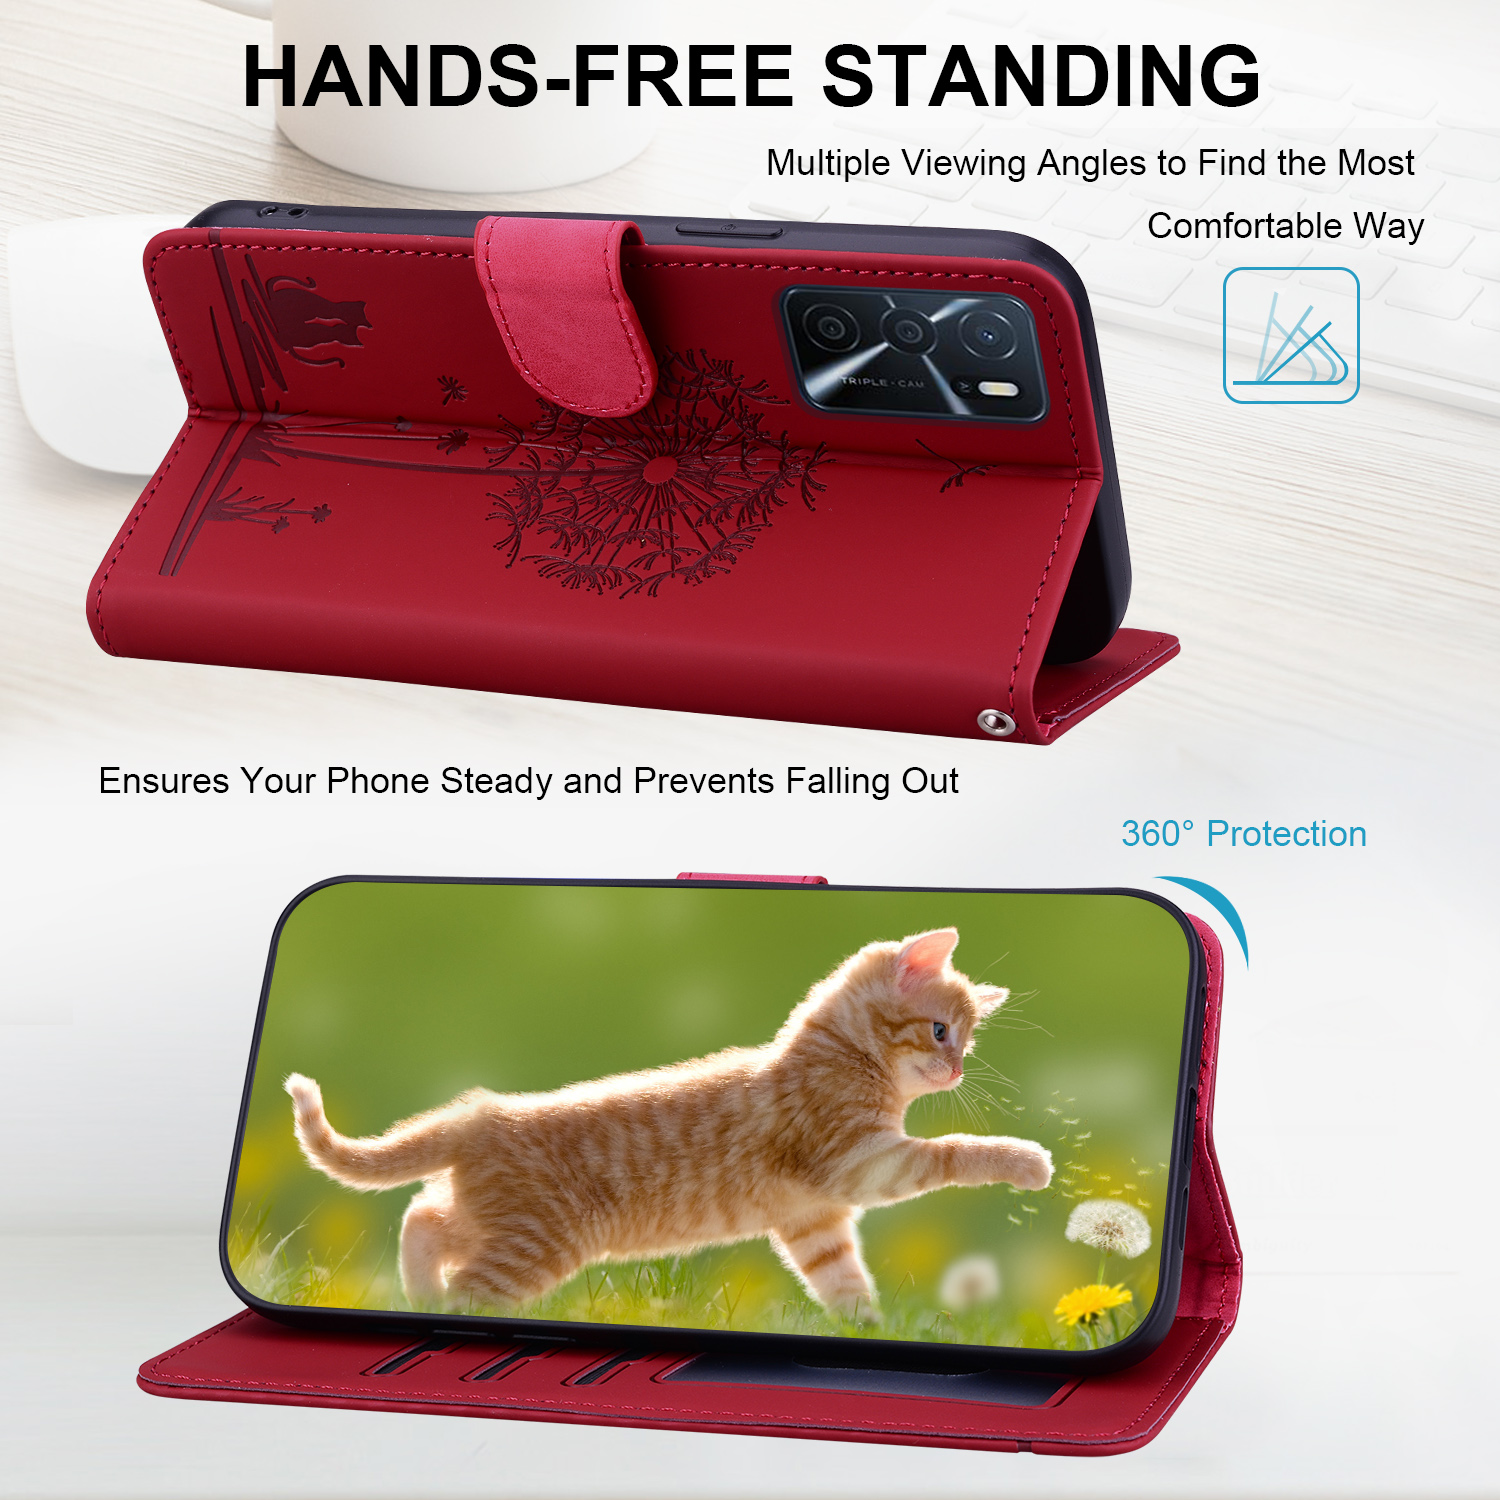 HANDS-FREE STANDING
Multiple Viewing Angles to Find the Most
Comfortable Way
TRIPLE-CAM
Ensures Your Phone Steady and Prevents Falling Out
360° Protection